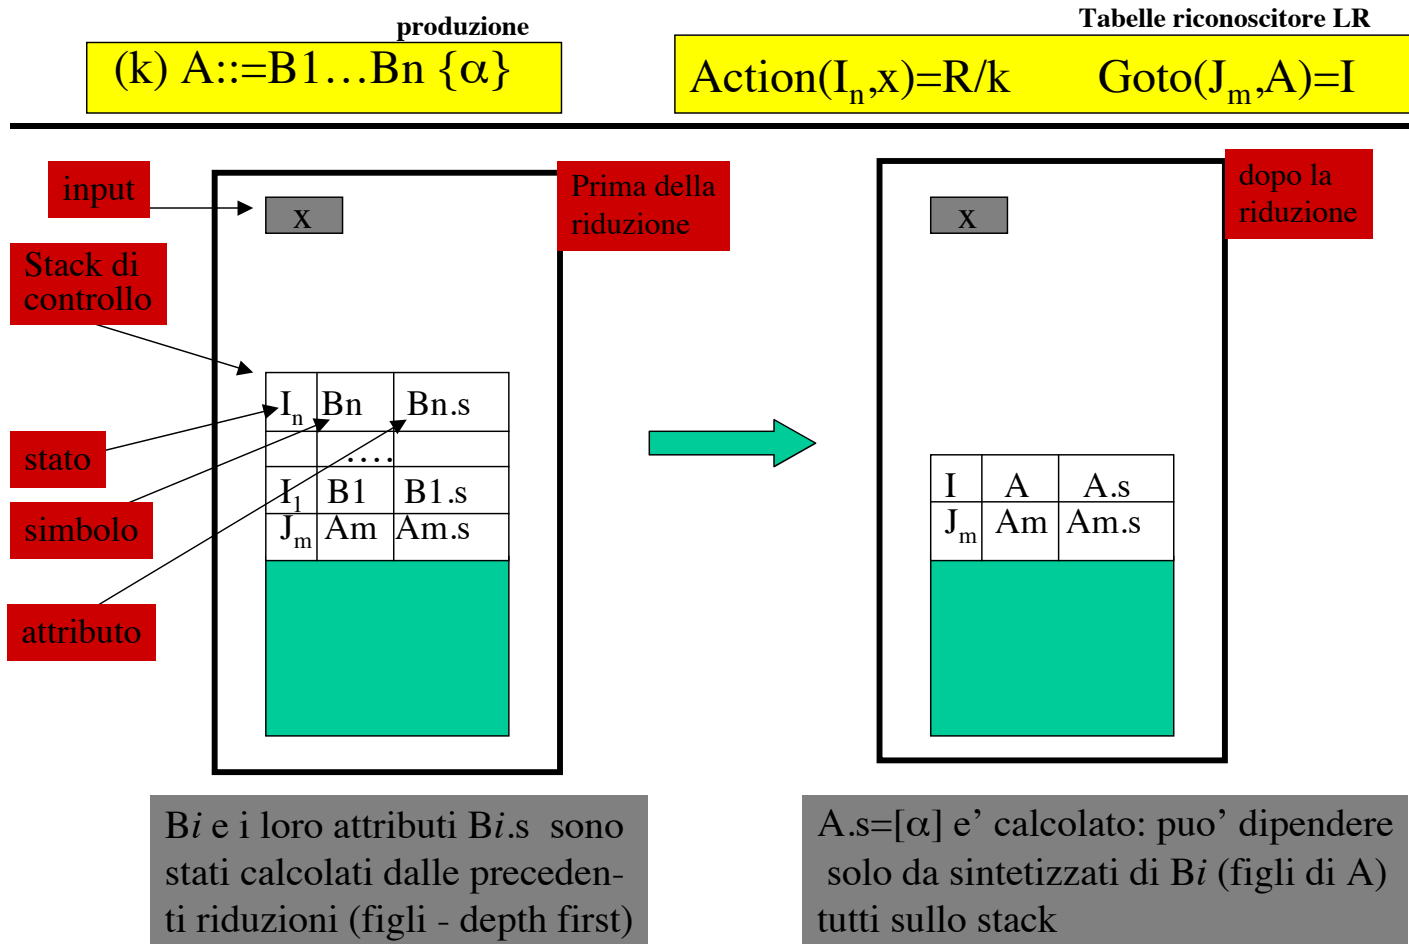 produzione
(k) A::=B1…Bn {α}
Tabelle riconoscitore LR
Action(Iₙ,x)=R/k Goto(Jₘ,A)=I
input
x
Prima della
riduzione
Stack di
controllo
Iₙ Bn Bn.s
....
I₁ B1 B1.s
Jₘ Am Am.s
stato
simbolo
attributo
x
dopo la
riduzione
I A A.s
Jₘ Am Am.s
Bi e i loro attributi Bi.s sono
stati calcolati dalle preceden-
ti riduzioni (figli - depth first)
A.s=[α] e’ calcolato: puo’ dipendere
solo da sintetizzati di Bi (figli di A)
tutti sullo stack